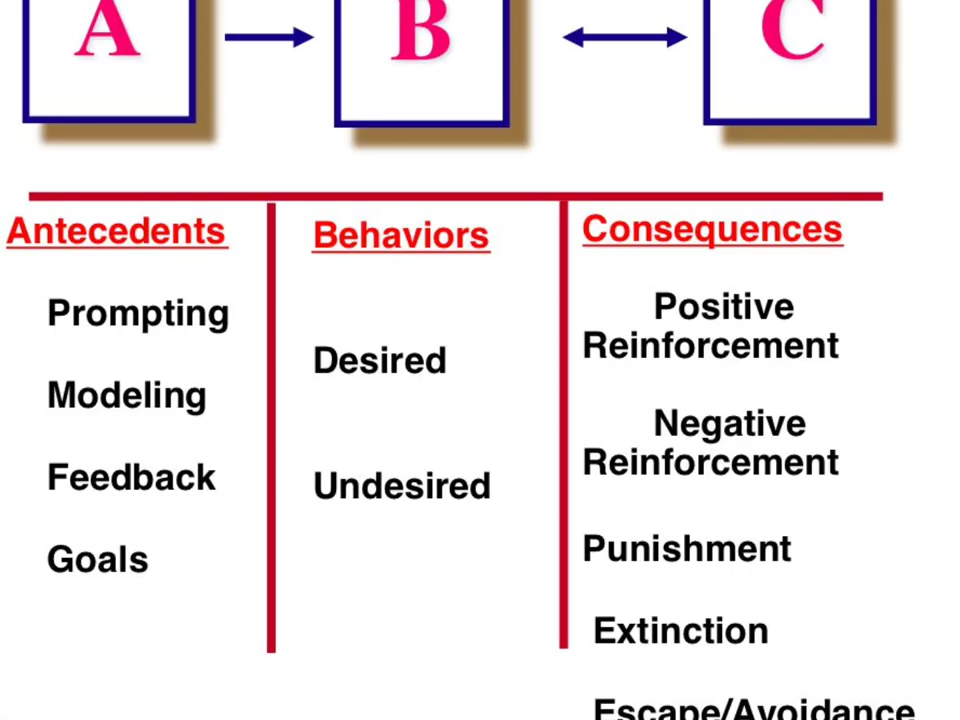 A
B
C
Antecedents
Prompting
Modeling
Feedback
Goals
Behaviors
Desired
Undesired
Consequences
Positive
Reinforcement
Negative
Reinforcement
Punishment
Extinction
Escape/Avoidance